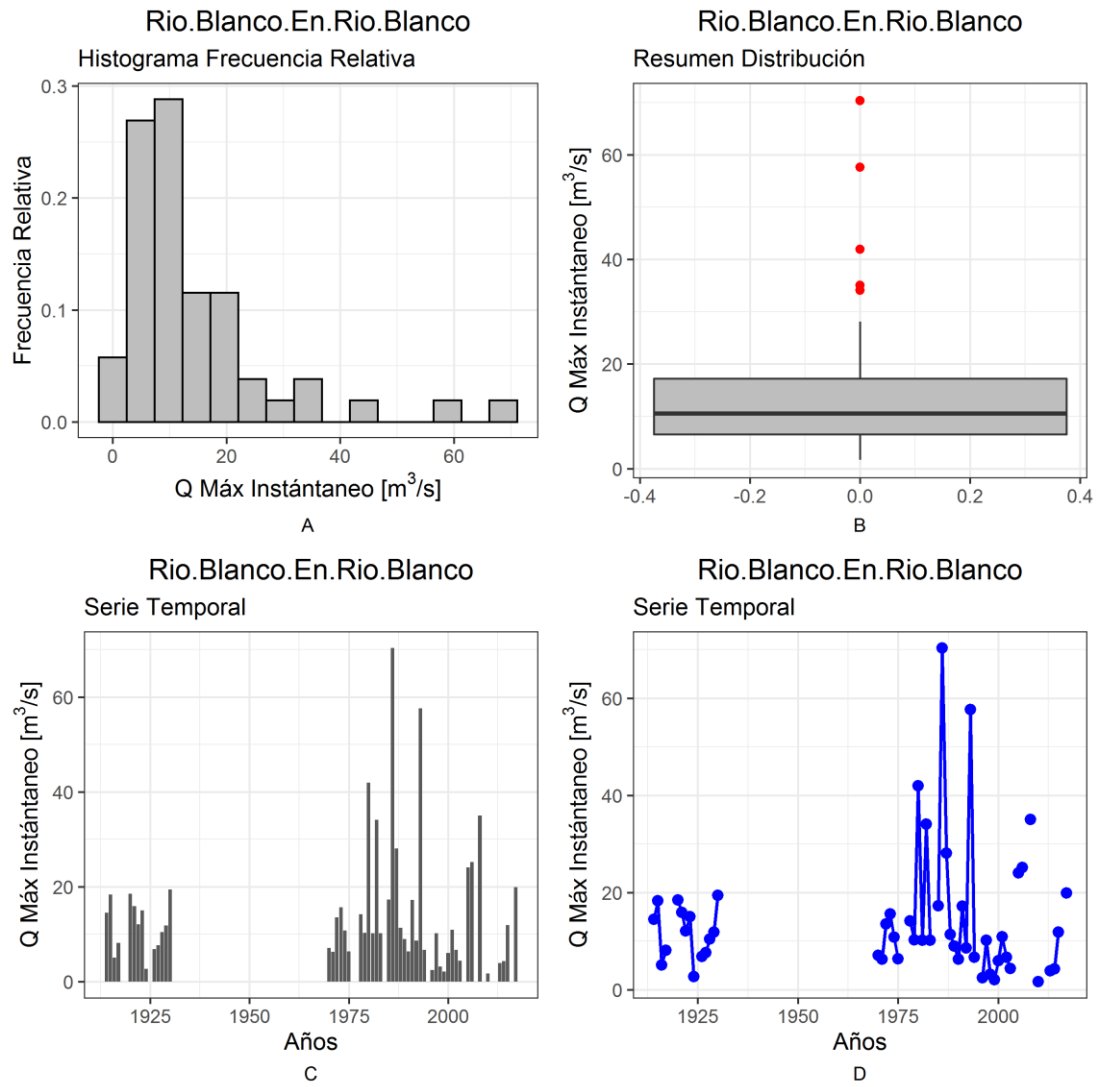 Rio.Blanco.En.Rio.Blanco
Histograma Frecuencia Relativa
Frecuencia Relativa
0.3
0.2
0.1
0.0
0 20 40 60
Q Máx Instántaneo [m³/s]
A
Rio.Blanco.En.Rio.Blanco
Resumen Distribución
Q Máx Instántaneo [m³/s]
60
40
20
0
-0.4 -0.2 0.0 0.2 0.4
B
Rio.Blanco.En.Rio.Blanco
Serie Temporal
Q Máx Instántaneo [m³/s]
60
40
20
0
1925 1950 1975 2000
Años
C
Rio.Blanco.En.Rio.Blanco
Serie Temporal
Q Máx Instántaneo [m³/s]
60
40
20
0
1925 1950 1975 2000
Años
D